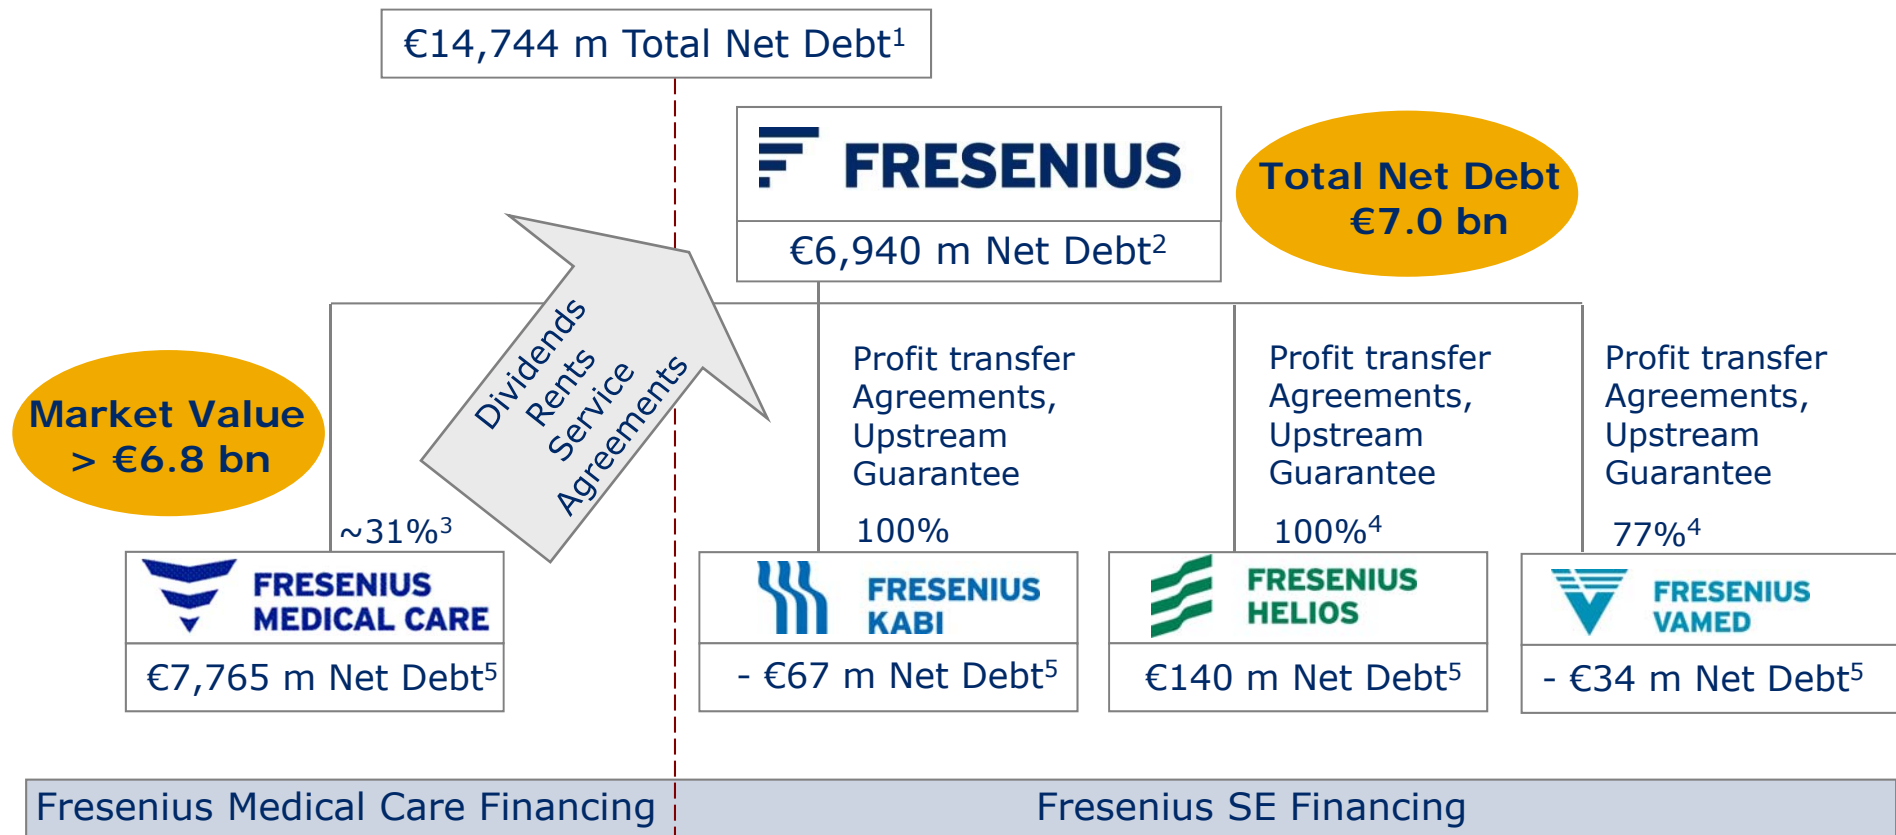 €14,744 m Total Net Debt¹
FRESENIUS
€6,940 m Net Debt²
Total Net Debt
€7.0 bn
Market Value
> €6.8 bn
Dividends
Rents
Service
Agreements
Profit transfer
Agreements,
Upstream
Guarantee
Profit transfer
Agreements,
Upstream
Guarantee
Profit transfer
Agreements,
Upstream
Guarantee
~31%³
100%
100%⁴
77%⁴
FRESENIUS
MEDICAL CARE
€7,765 m Net Debt⁵
FRESENIUS
KABI
- €67 m Net Debt⁵
FRESENIUS
HELIOS
€140 m Net Debt⁵
FRESENIUS
VAMED
- €34 m Net Debt⁵
Fresenius Medical Care Financing
Fresenius SE Financing